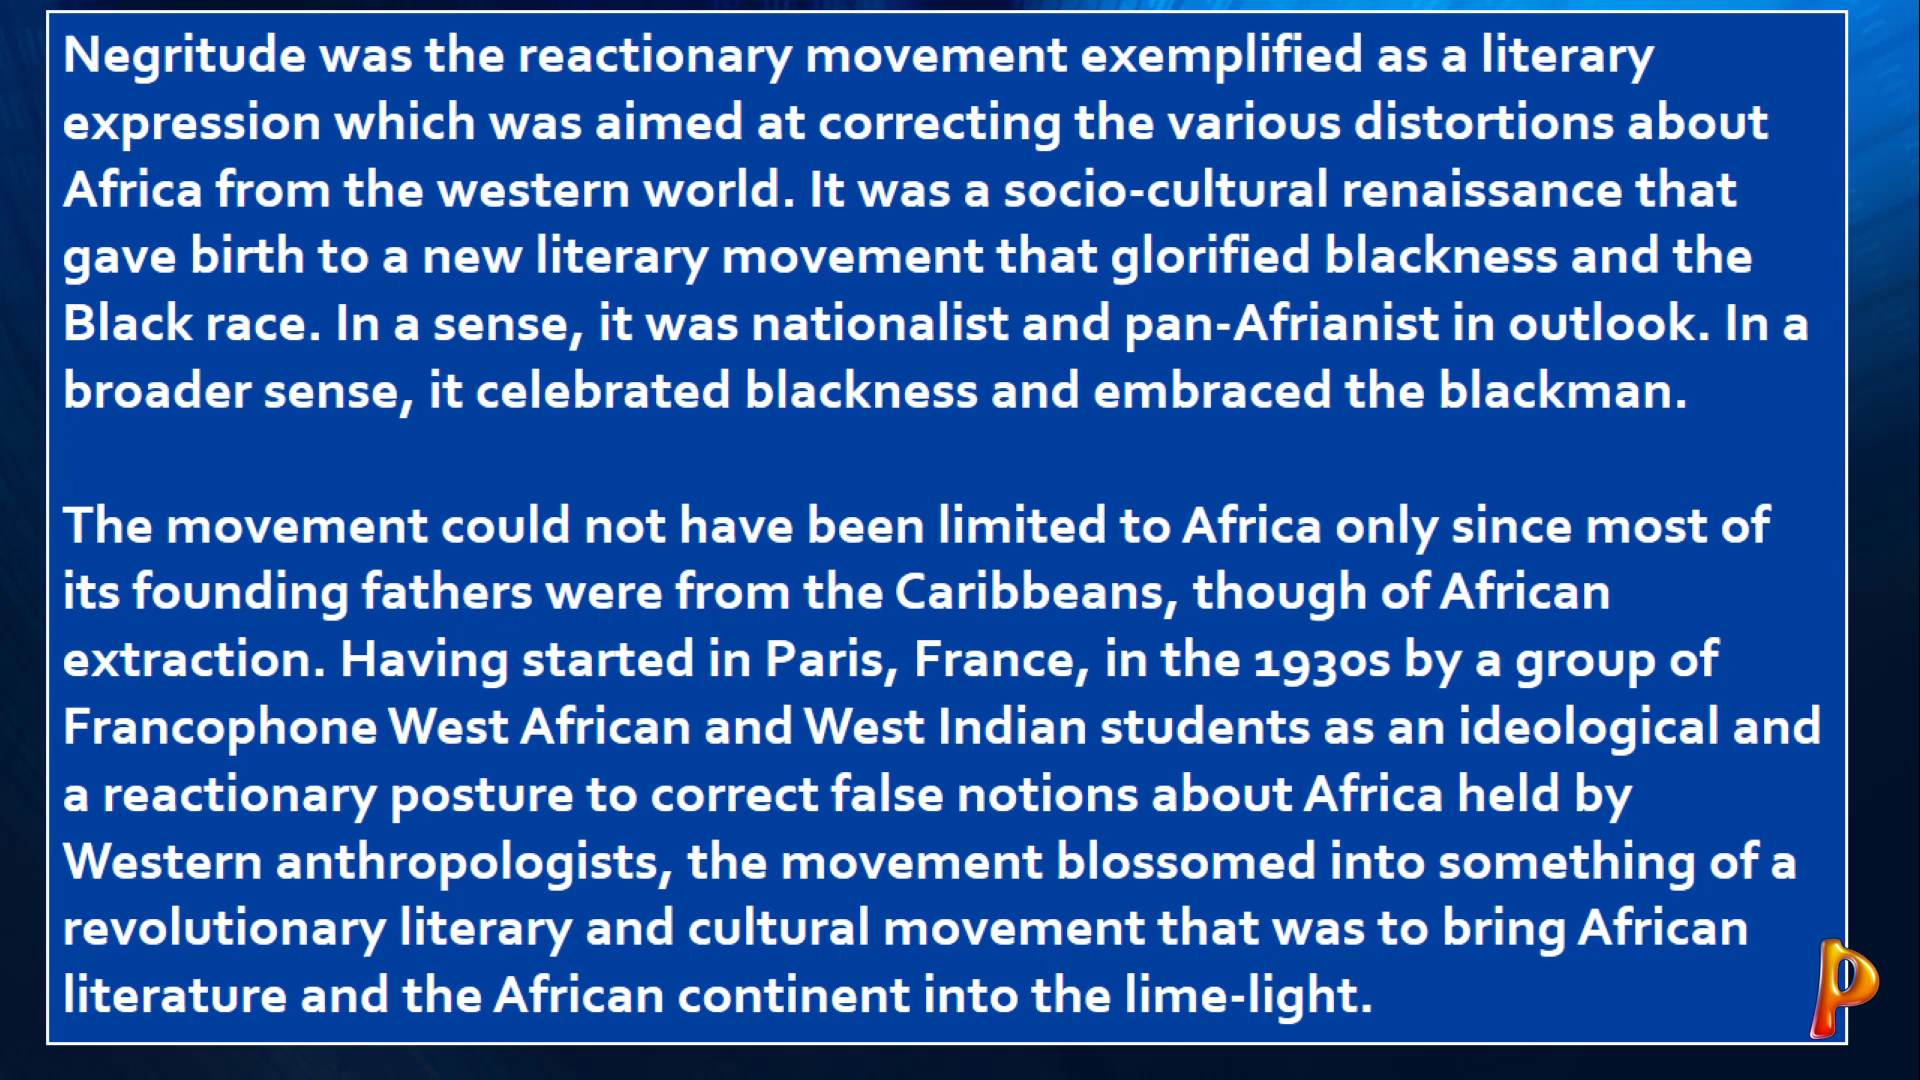 Negritude was the reactionary movement exemplified as a literary
expression which was aimed at correcting the various distortions about
Africa from the western world. It was a socio-cultural renaissance that
gave birth to a new literary movement that glorified blackness and the
Black race. In a sense, it was nationalist and pan-Afrianist in outlook. In a
broader sense, it celebrated blackness and embraced the blackman.
The movement could not have been limited to Africa only since most of
its founding fathers were from the Caribbeans, though of African
extraction. Having started in Paris, France, in the 1930s by a group of
Francophone West African and West Indian students as an ideological and
a reactionary posture to correct false notions about Africa held by
Western anthropologists, the movement blossomed into something of a
revolutionary literary and cultural movement that was to bring African
literature and the African continent into the lime-light.
P